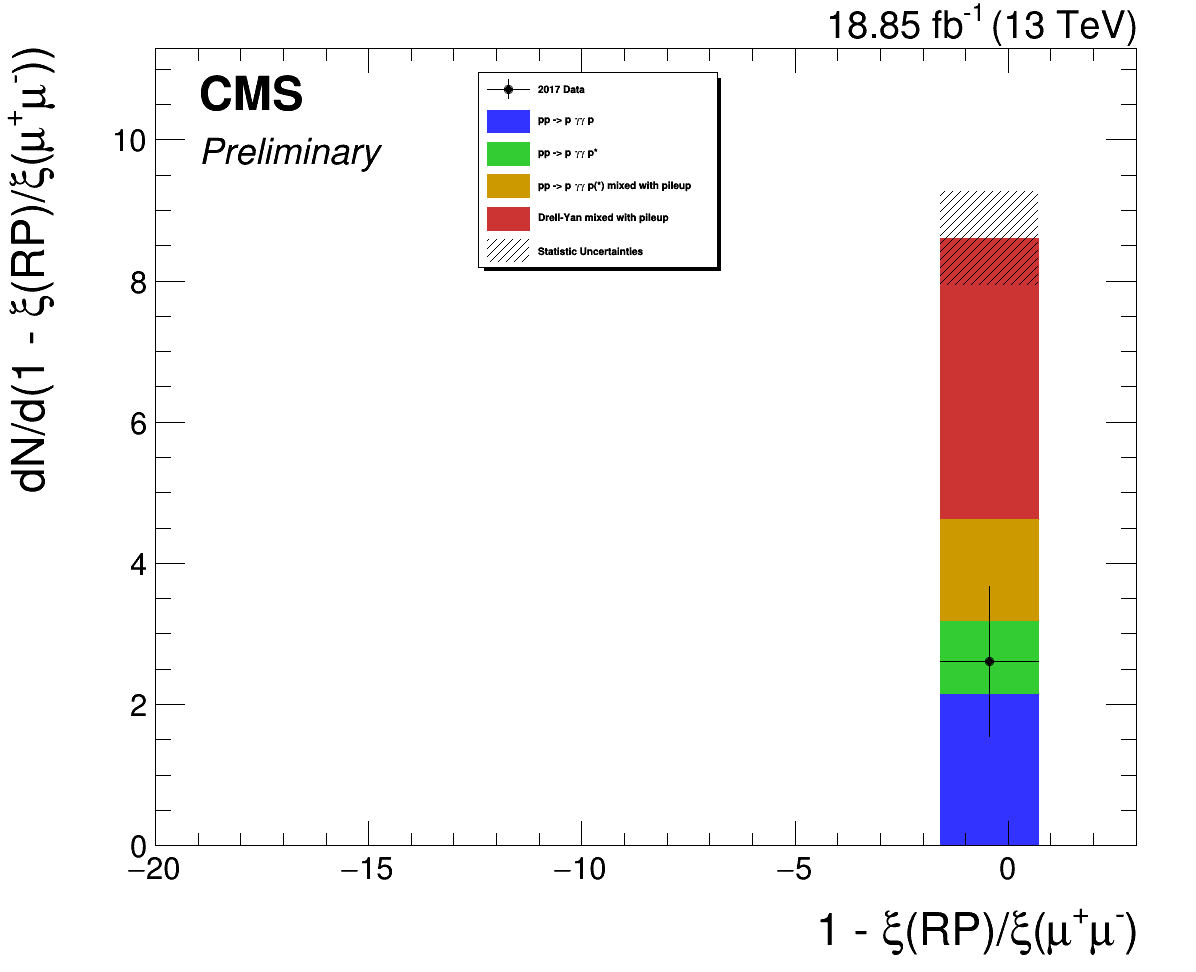 18.85 fb⁻¹ (13 TeV)
dN/d(1 - ξ(RP)/ξ(μ⁺μ⁻))
CMS
Preliminary
2017 Data
pp -> p γγ p
pp -> p γγ p*
pp -> p γγ p(*) mixed with pileup
Drell-Yan mixed with pileup
Statistic Uncertainties
10
8
6
4
2
0
−20 −15 −10 −5 0
1 - ξ(RP)/ξ(μ⁺μ⁻)